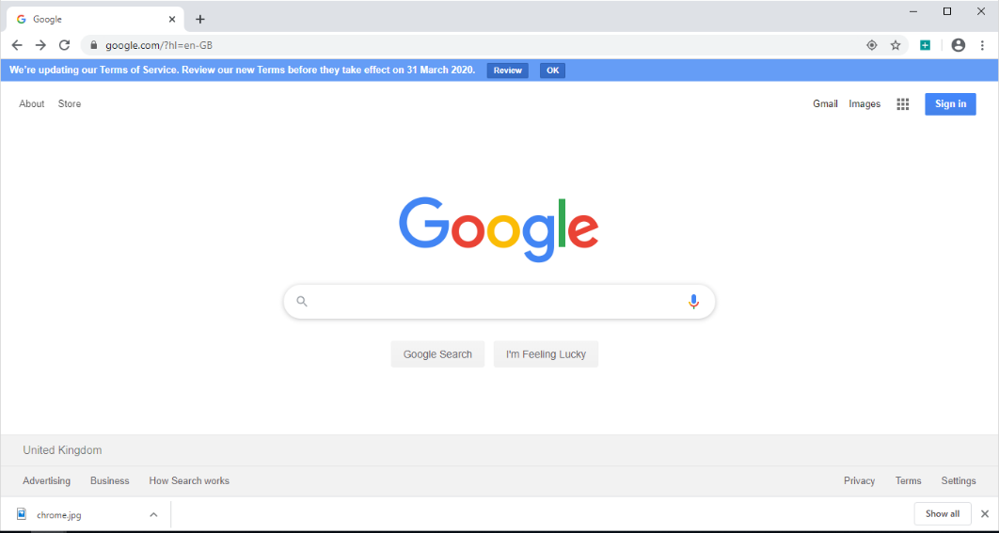 Google
google.com/?hl=en-GB
We're updating our Terms of Service. Review our new Terms before they take effect on 31 March 2020. Review OK
About Store Gmail Images Sign in
Google
Google Search I'm Feeling Lucky
United Kingdom
Advertising Business How Search works Privacy Terms Settings
chrome.jpg Show all